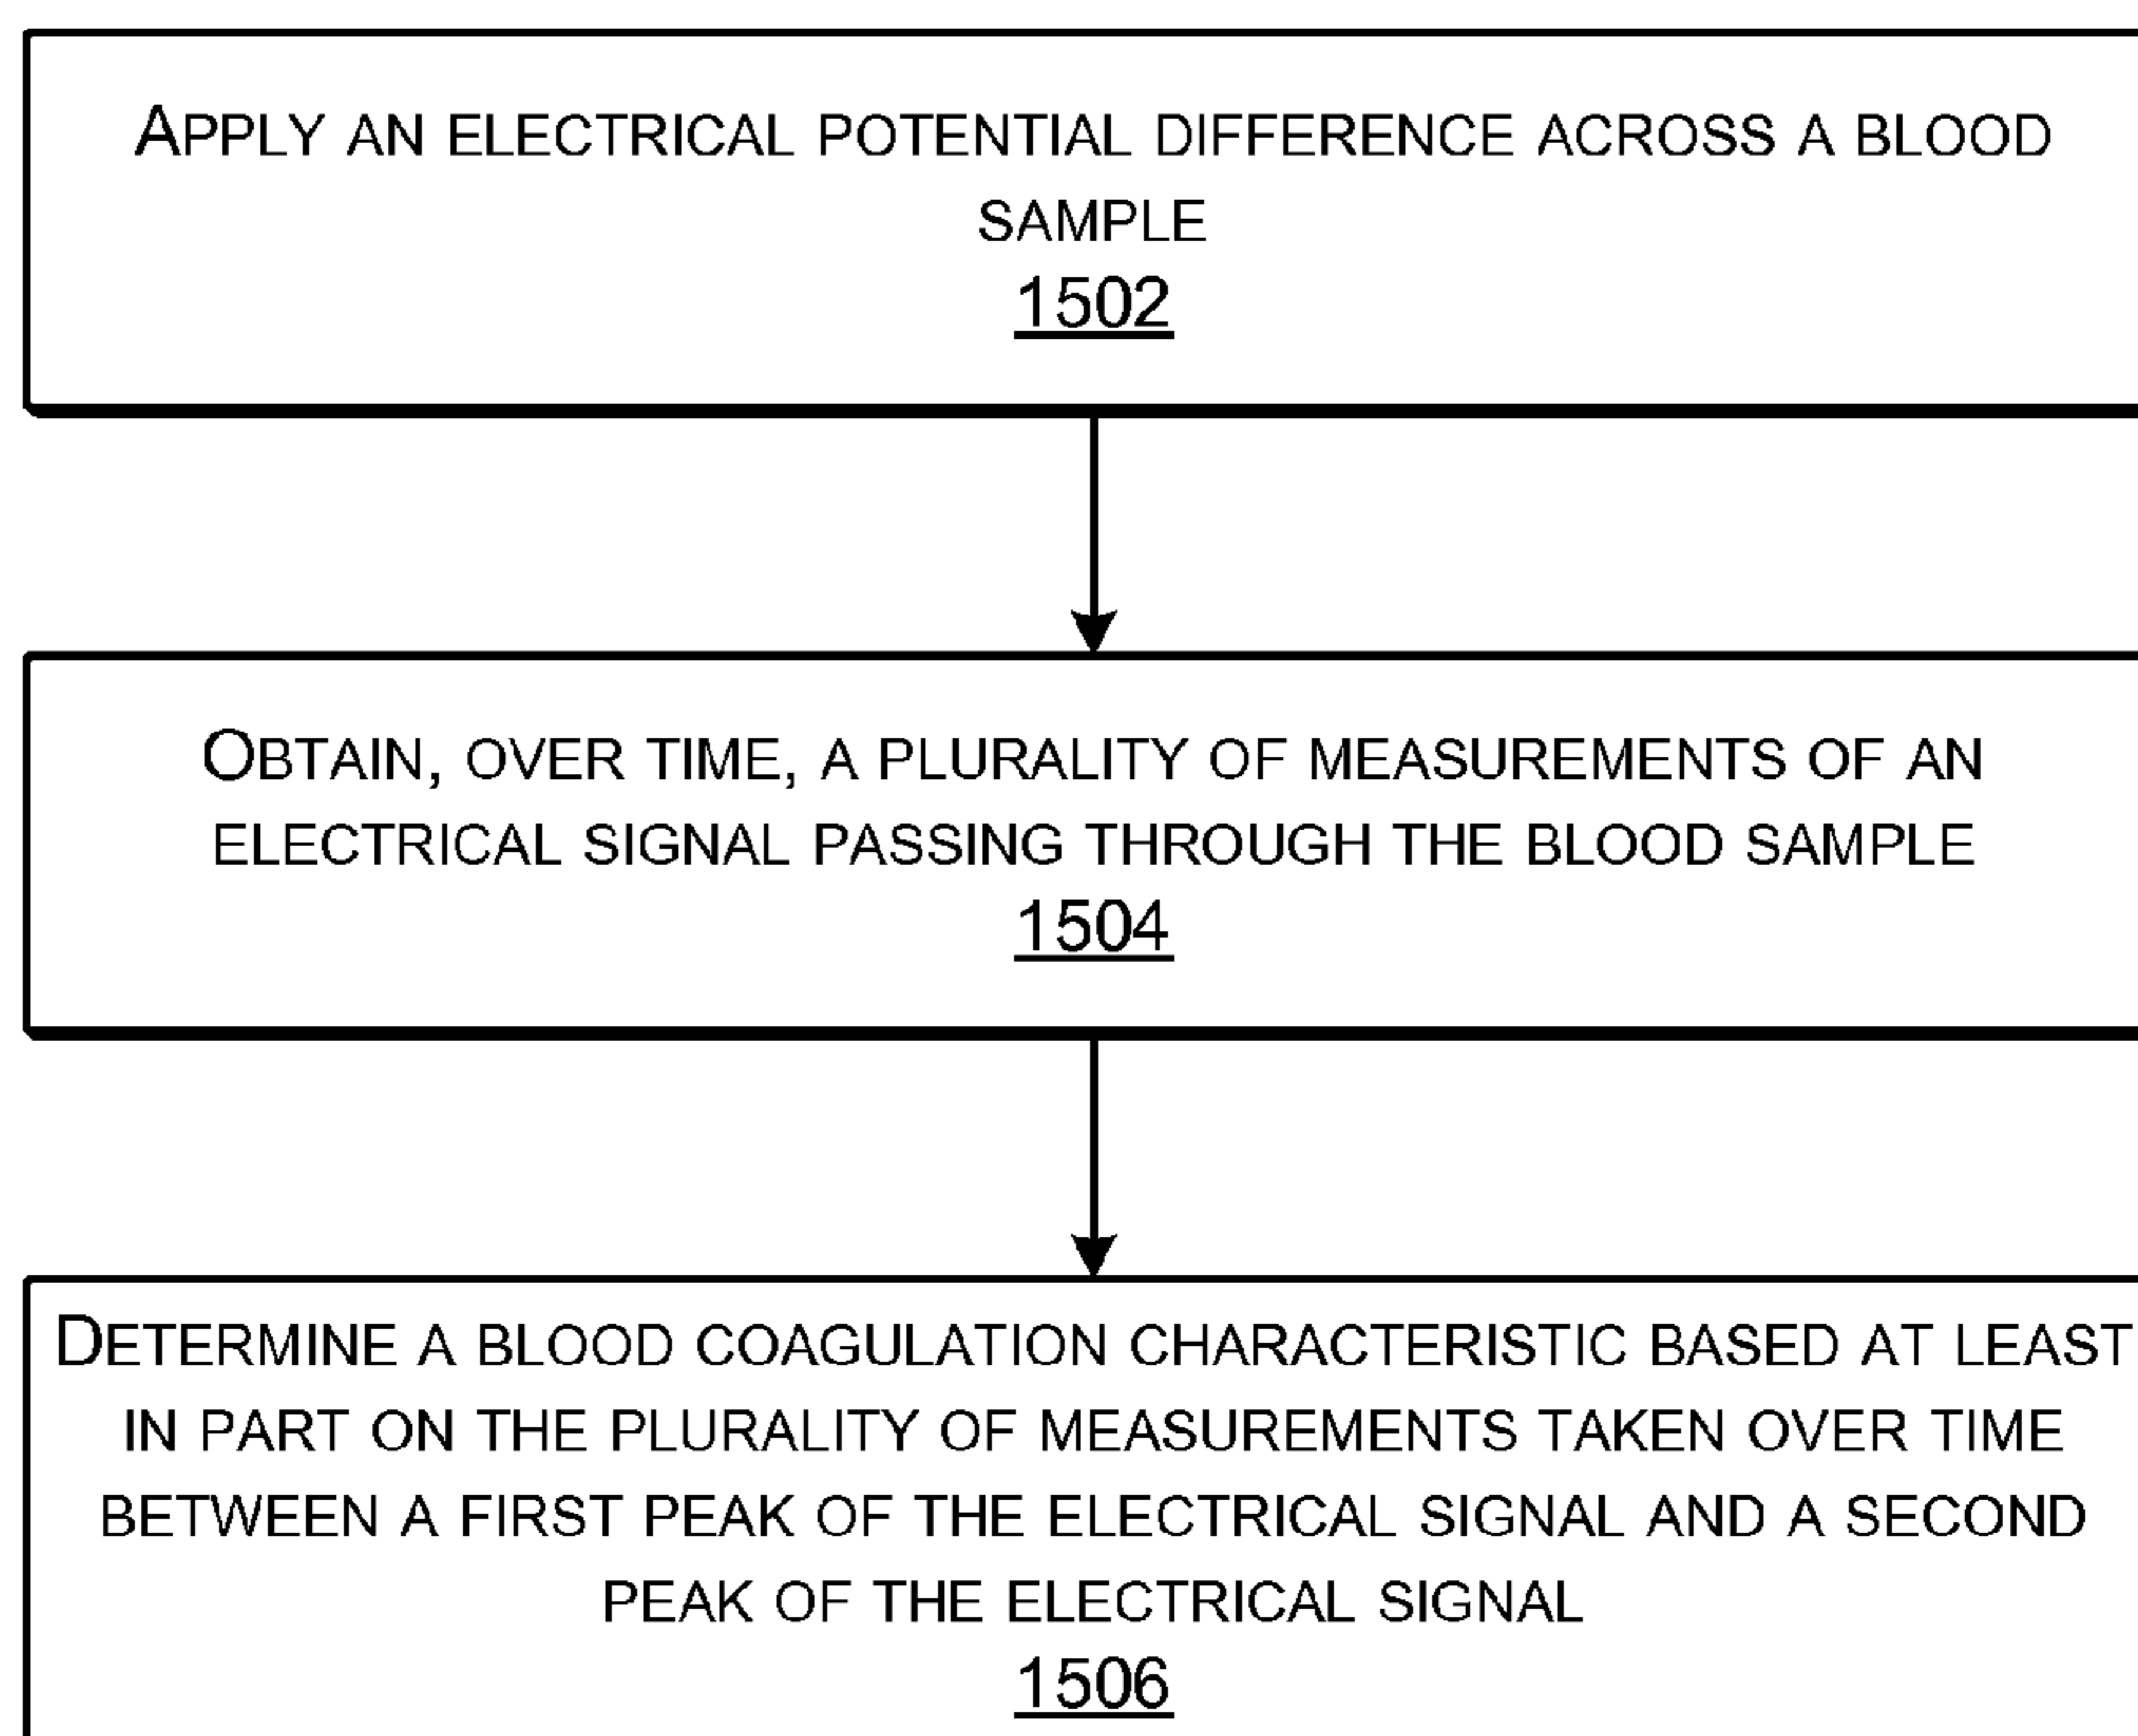 APPLY AN ELECTRICAL POTENTIAL DIFFERENCE ACROSS A BLOOD
SAMPLE
1502
OBTAIN, OVER TIME, A PLURALITY OF MEASUREMENTS OF AN
ELECTRICAL SIGNAL PASSING THROUGH THE BLOOD SAMPLE
1504
DETERMINE A BLOOD COAGULATION CHARACTERISTIC BASED AT LEAST
IN PART ON THE PLURALITY OF MEASUREMENTS TAKEN OVER TIME
BETWEEN A FIRST PEAK OF THE ELECTRICAL SIGNAL AND A SECOND
PEAK OF THE ELECTRICAL SIGNAL
1506